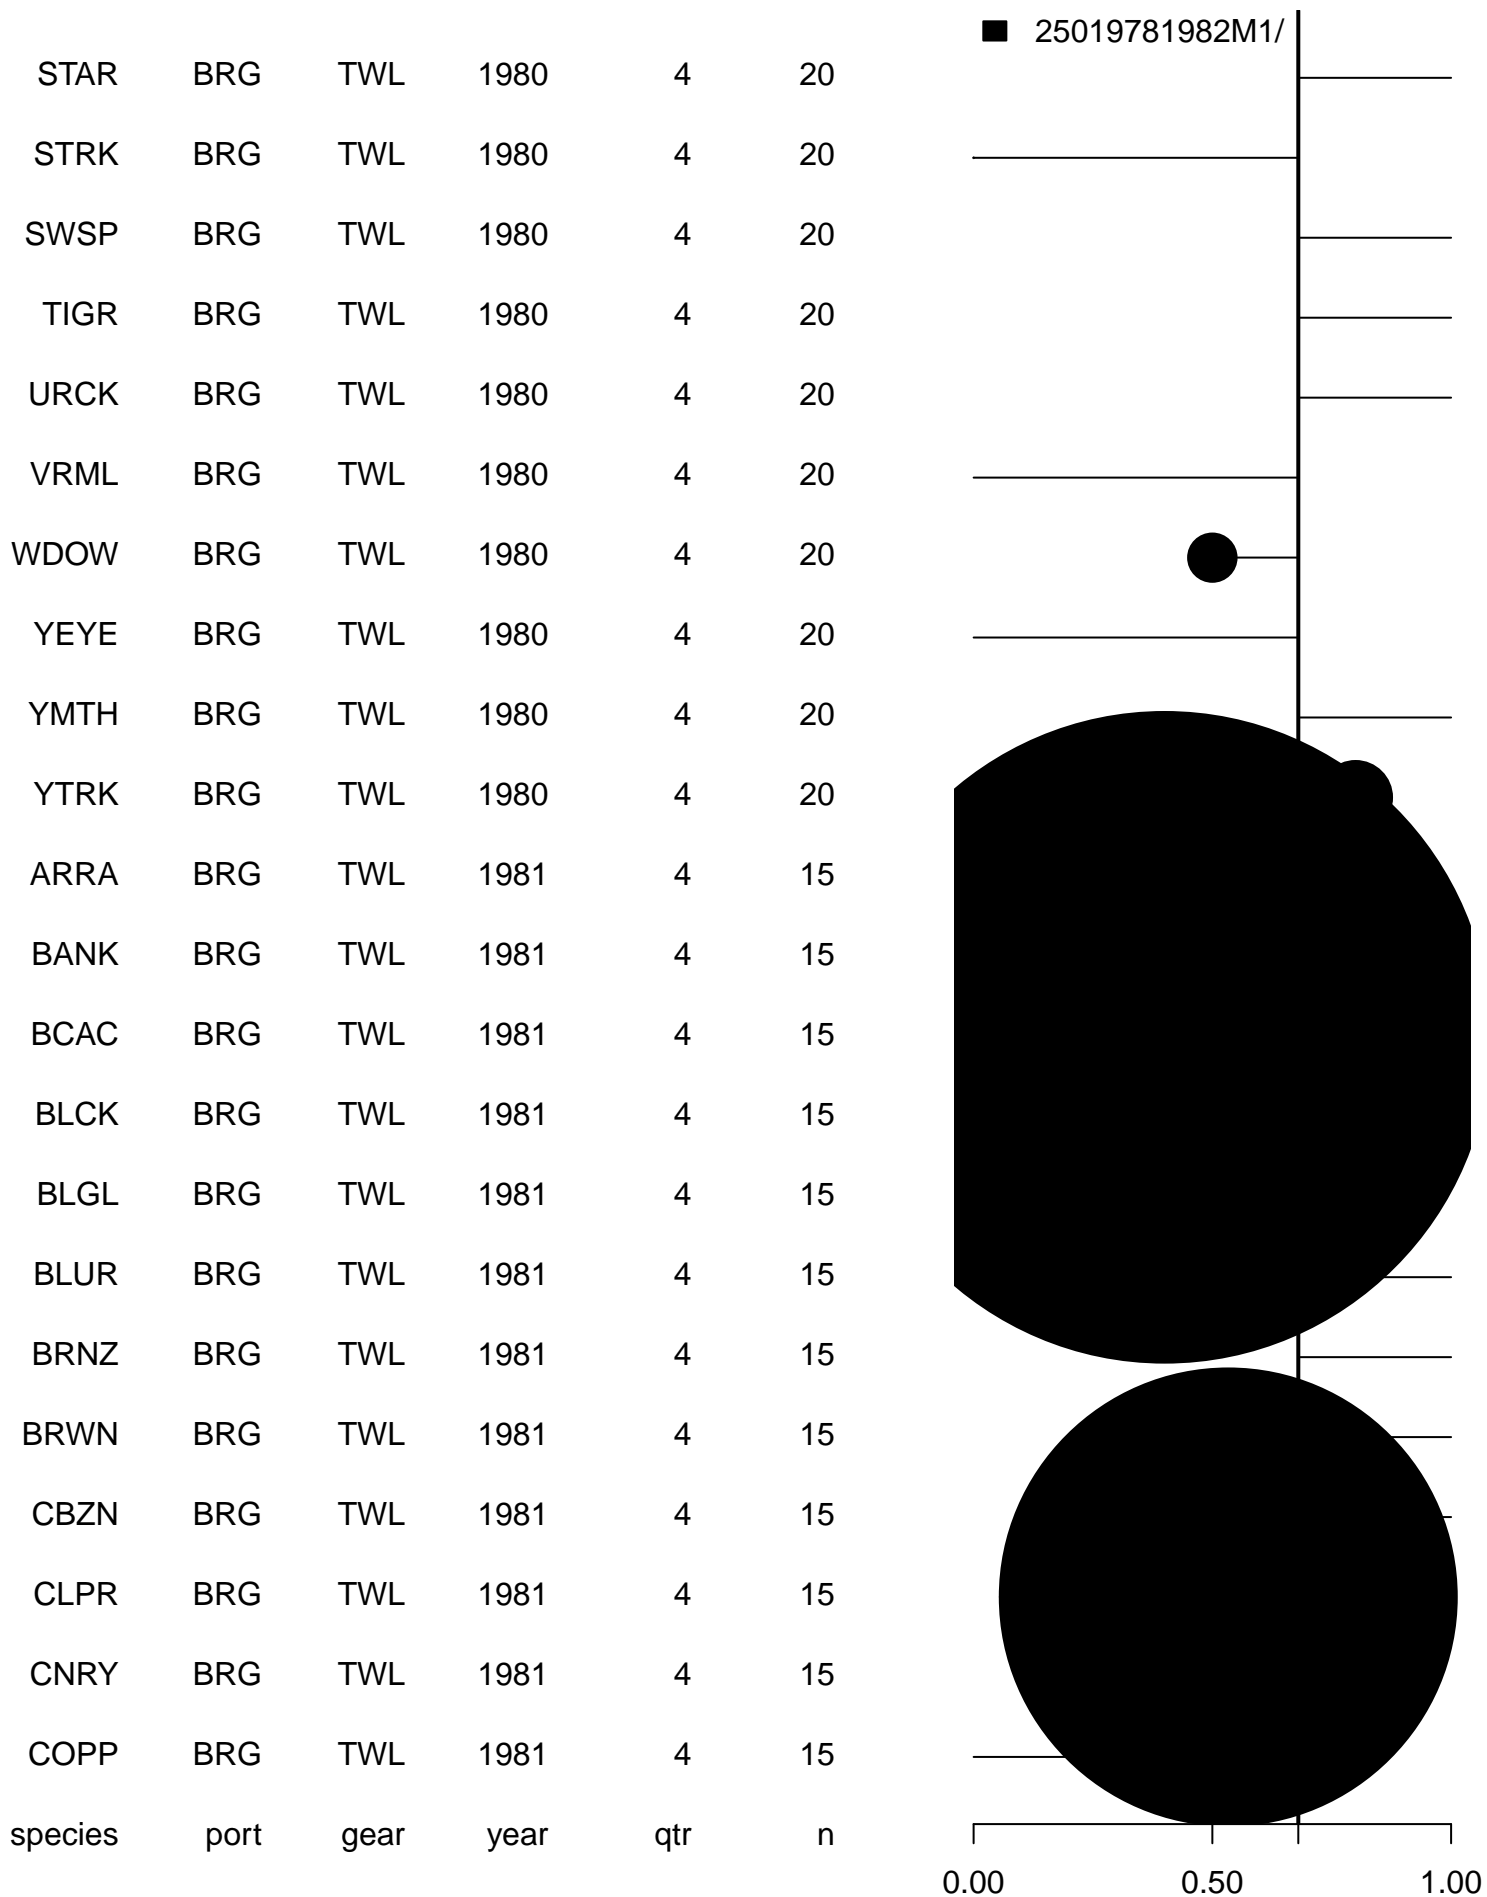 25019781982M1/
STAR BRG TWL 1980 4 20
STRK BRG TWL 1980 4 20
SWSP BRG TWL 1980 4 20
TIGR BRG TWL 1980 4 20
URCK BRG TWL 1980 4 20
VRML BRG TWL 1980 4 20
WDOW BRG TWL 1980 4 20
YEYE BRG TWL 1980 4 20
YMTH BRG TWL 1980 4 20
YTRK BRG TWL 1980 4 20
ARRA BRG TWL 1981 4 15
BANK BRG TWL 1981 4 15
BCAC BRG TWL 1981 4 15
BLCK BRG TWL 1981 4 15
BLGL BRG TWL 1981 4 15
BLUR BRG TWL 1981 4 15
BRNZ BRG TWL 1981 4 15
BRWN BRG TWL 1981 4 15
CBZN BRG TWL 1981 4 15
CLPR BRG TWL 1981 4 15
CNRY BRG TWL 1981 4 15
COPP BRG TWL 1981 4 15
species port gear year qtr n
0.00 0.50 1.00